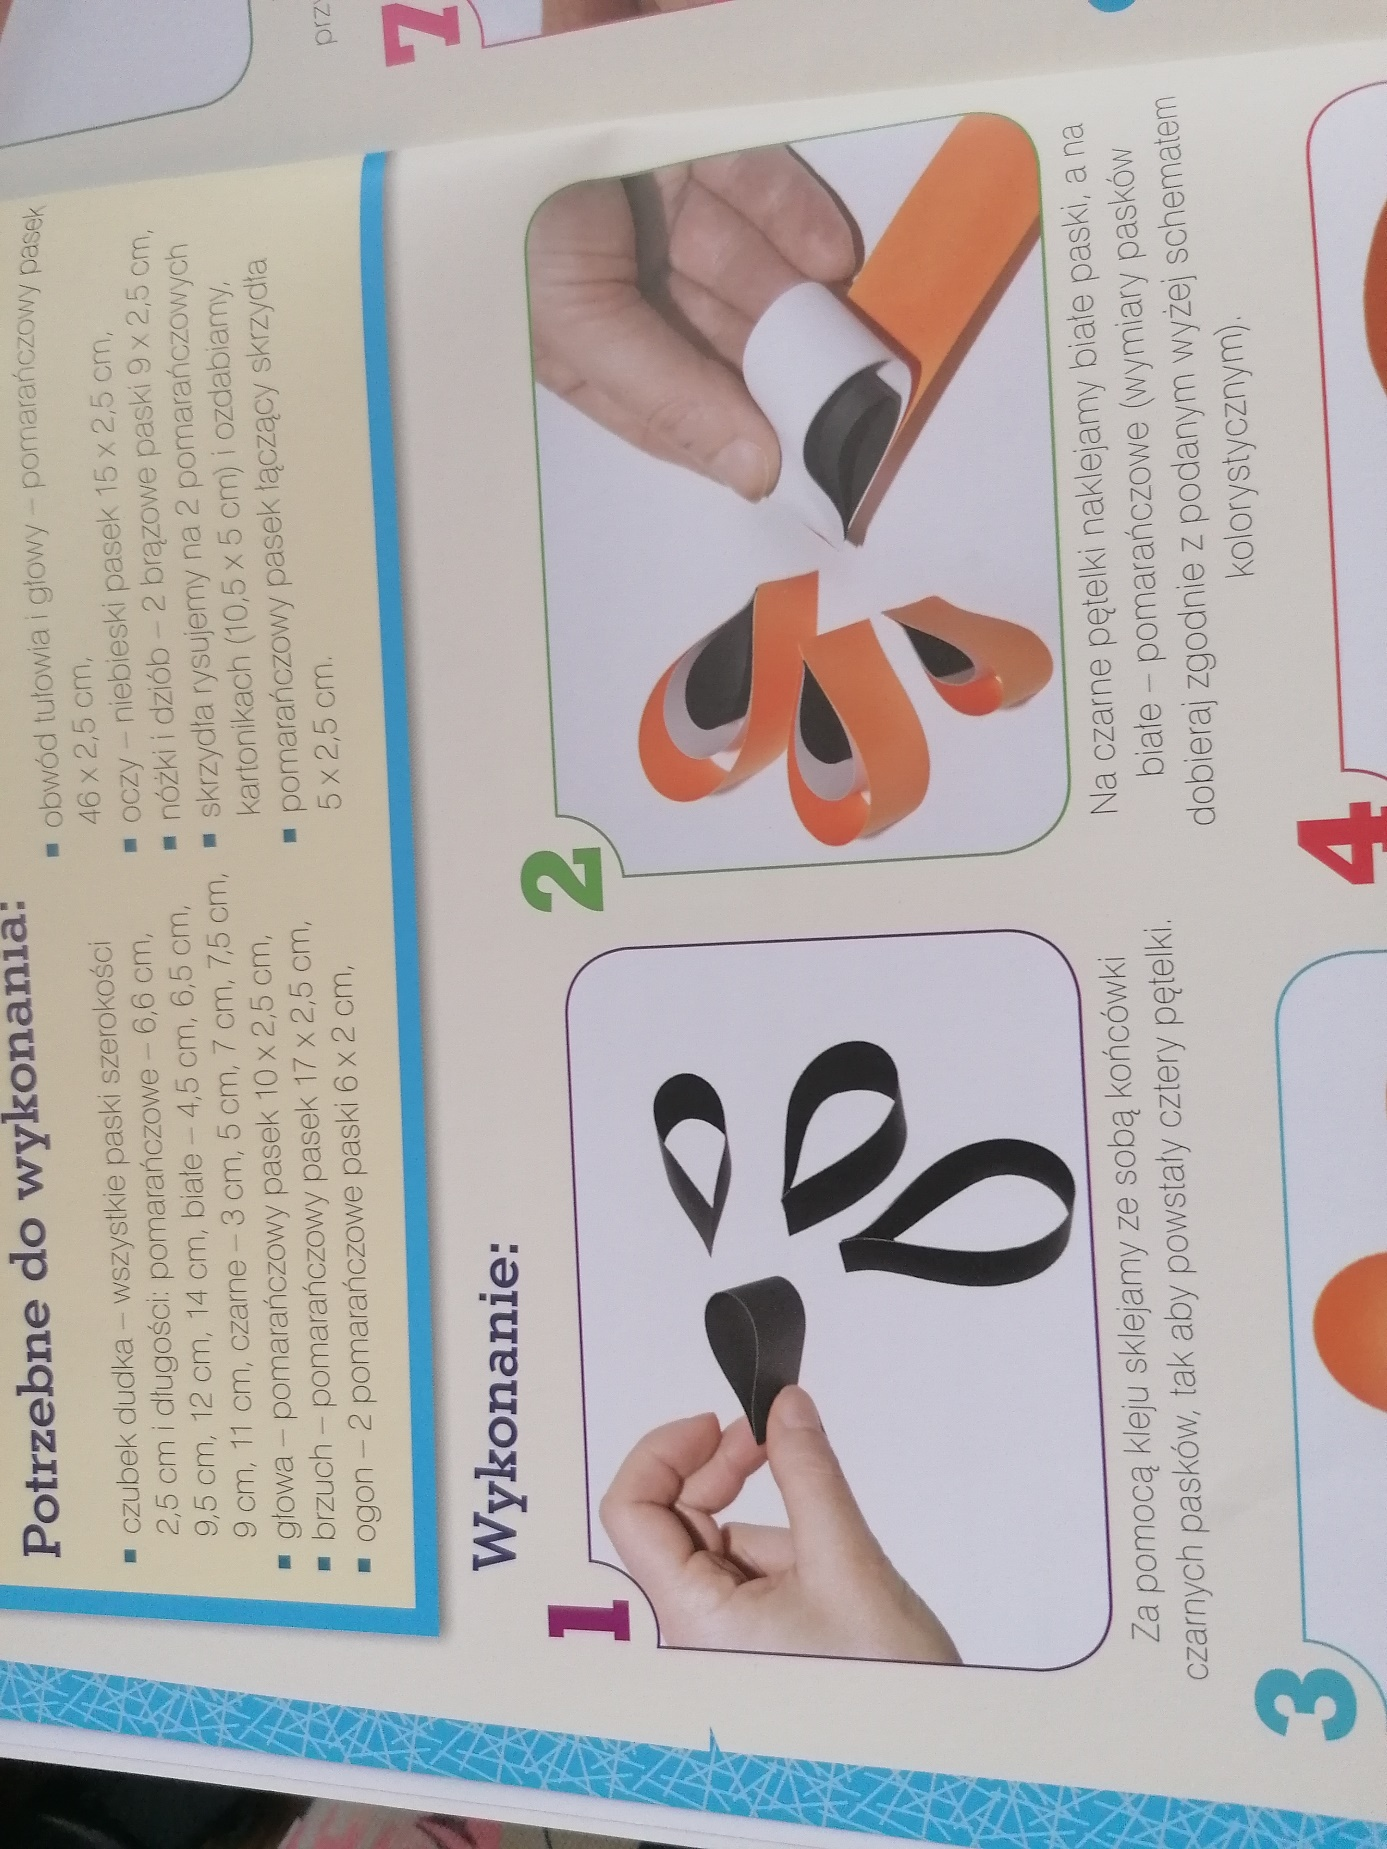 Potrzebne do wykonania:
czubek dudka – wszystkie paski szerokości
2,5 cm i długości: pomarańczowe – 6,6 cm,
9,5 cm, 12 cm, 14 cm, białe – 4,5 cm, 6,5 cm,
9 cm, 11 cm, czarne – 3 cm, 5 cm, 7 cm, 7,5 cm,
głowa – pomarańczowy pasek 10 x 2,5 cm,
brzuch – pomarańczowy pasek 17 x 2,5 cm,
ogon – 2 pomarańczowe paski 6 x 2 cm,
obwód tułowia i głowy – pomarańczowy pasek
46 x 2,5 cm,
oczy – niebieski pasek 15 x 2,5 cm,
nóżki i dziób – 2 brązowe paski 9 x 2,5 cm,
skrzydła rysujemy na 2 pomarańczowych
kartonikach (10,5 x 5 cm) i ozdabiamy,
pomarańczowy pasek łączący skrzydła
5 x 2,5 cm.
Wykonanie:
1
Za pomocą kleju sklejamy ze sobą końcówki
czarnych pasków, tak aby powstały cztery pętelki.
2
Na czarne pętelki naklejamy białe paski, a na
białe – pomarańczowe (wymiary pasków
dobieraj zgodnie z podanym wyżej schematem
kolorystycznym).
3
4
7